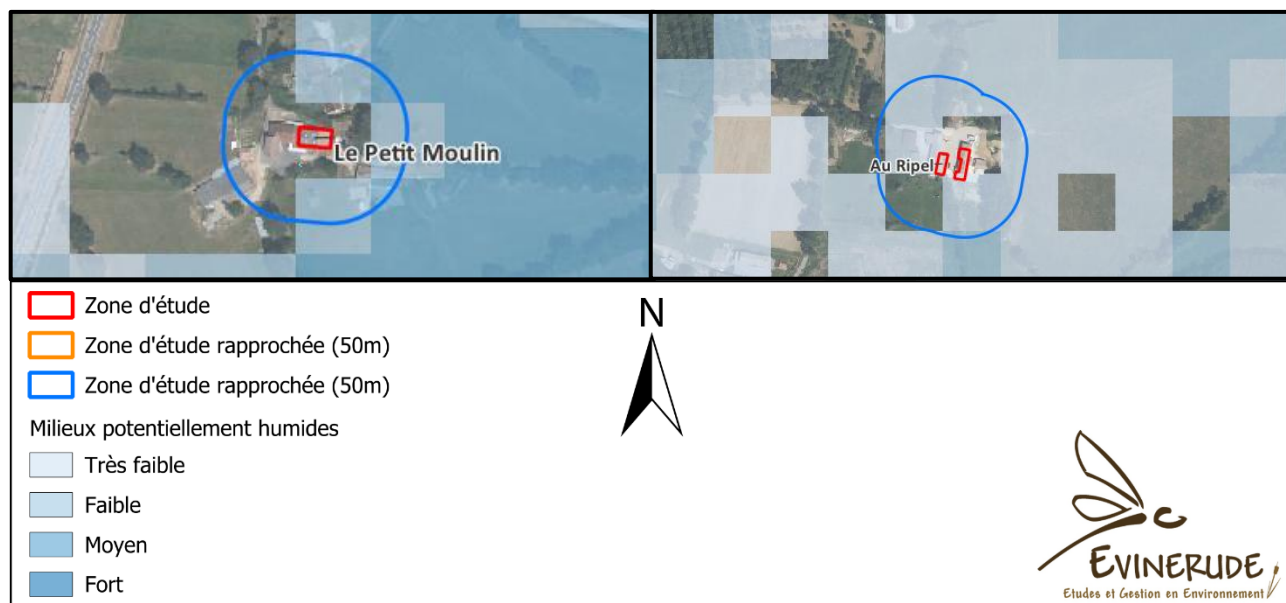 Le Petit Moulin
Au Ripel
Zone d'étude
Zone d'étude rapprochée (50m)
Zone d'étude rapprochée (50m)
Milieux potentiellement humides
Très faible
Faible
Moyen
Fort
N
EVINERUDE
Etudes et Gestion en Environnement